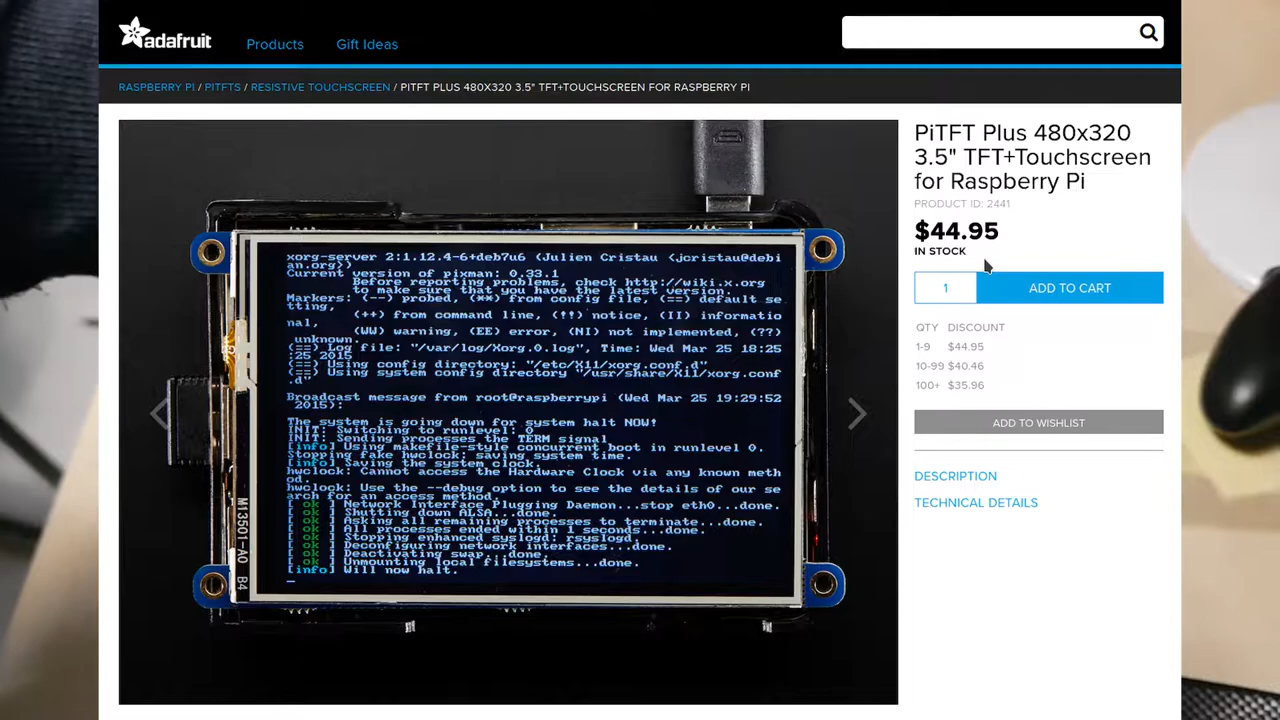 adafruit
Products
Gift Ideas
RASPBERRY PI / PITFTS / RESISTIVE TOUCHSCREEN / PITFT PLUS 480X320 3.5" TFT+TOUCHSCREEN FOR RASPBERRY PI
xorg-server 2:1.12.4-6+deb7u6 (Julien Cristau <jcristau@debi
an.org>)
Current version of pixman: 0.33.1
Before reporting problems, check http://wiki.x.org
to make sure that you have the latest version.
Markers: (--) probed, (**) from config file, (==) default se
tting,
(++) from command line, (!!) notice, (II) informatio
nal,
(WW) warning, (EE) error, (NI) not implemented, (??)
unknown.
(==) Log file: "/var/log/Xorg.0.log", Time: Wed Mar 25 18:25
:25 2015
(==) Using config directory: "/etc/X11/xorg.conf.d"
(==) Using system config directory "/usr/share/X11/xorg.conf
.d"
Broadcast message from root@raspberrypi (Wed Mar 25 19:29:52
2015):
The system is going down for system halt NOW!
INIT: Switching to runlevel: 0
INIT: Sending processes the TERM signal
[info] Using makefile-style concurrent boot in runlevel 0.
Stopping fake hwclock: saving system time.
[info] Saving the system clock.
hwclock: Cannot access the Hardware Clock via any known meth
od.
hwclock: Use the --debug option to see the details of our se
arch for an access method.
[ ok ] Network Interface Plugging Daemon...stop eth0...done.
[ ok ] Shutting down ALSA...done.
[ ok ] Asking all remaining processes to terminate...done.
[ ok ] All processes ended within 1 seconds...done.
[ ok ] Stopping enhanced syslogd: rsyslogd.
[ ok ] Deconfiguring network interfaces...done.
[ ok ] Deactivating swap...done.
[ ok ] Unmounting local filesystems...done.
[info] Will now halt.
M13501-A0 B4
PiTFT Plus 480x320
3.5" TFT+Touchscreen
for Raspberry Pi
PRODUCT ID: 2441
$44.95
IN STOCK
1
ADD TO CART
QTY DISCOUNT
1-9 $44.95
10-99 $40.46
100+ $35.96
ADD TO WISHLIST
DESCRIPTION
TECHNICAL DETAILS